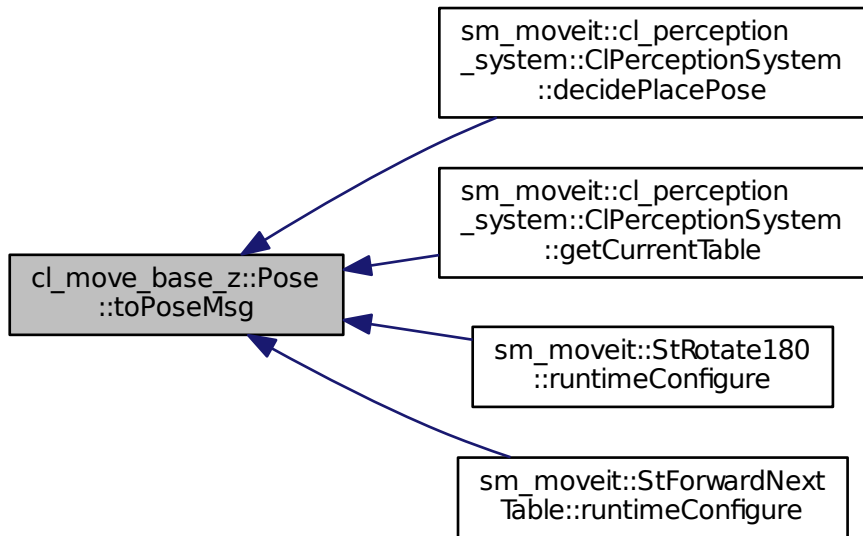 sm_moveit::cl_perception
_system::ClPerceptionSystem
::decidePlacePose
sm_moveit::cl_perception
_system::ClPerceptionSystem
::getCurrentTable
cl_move_base_z::Pose
::toPoseMsg
sm_moveit::StRotate180
::runtimeConfigure
sm_moveit::StForwardNext
Table::runtimeConfigure